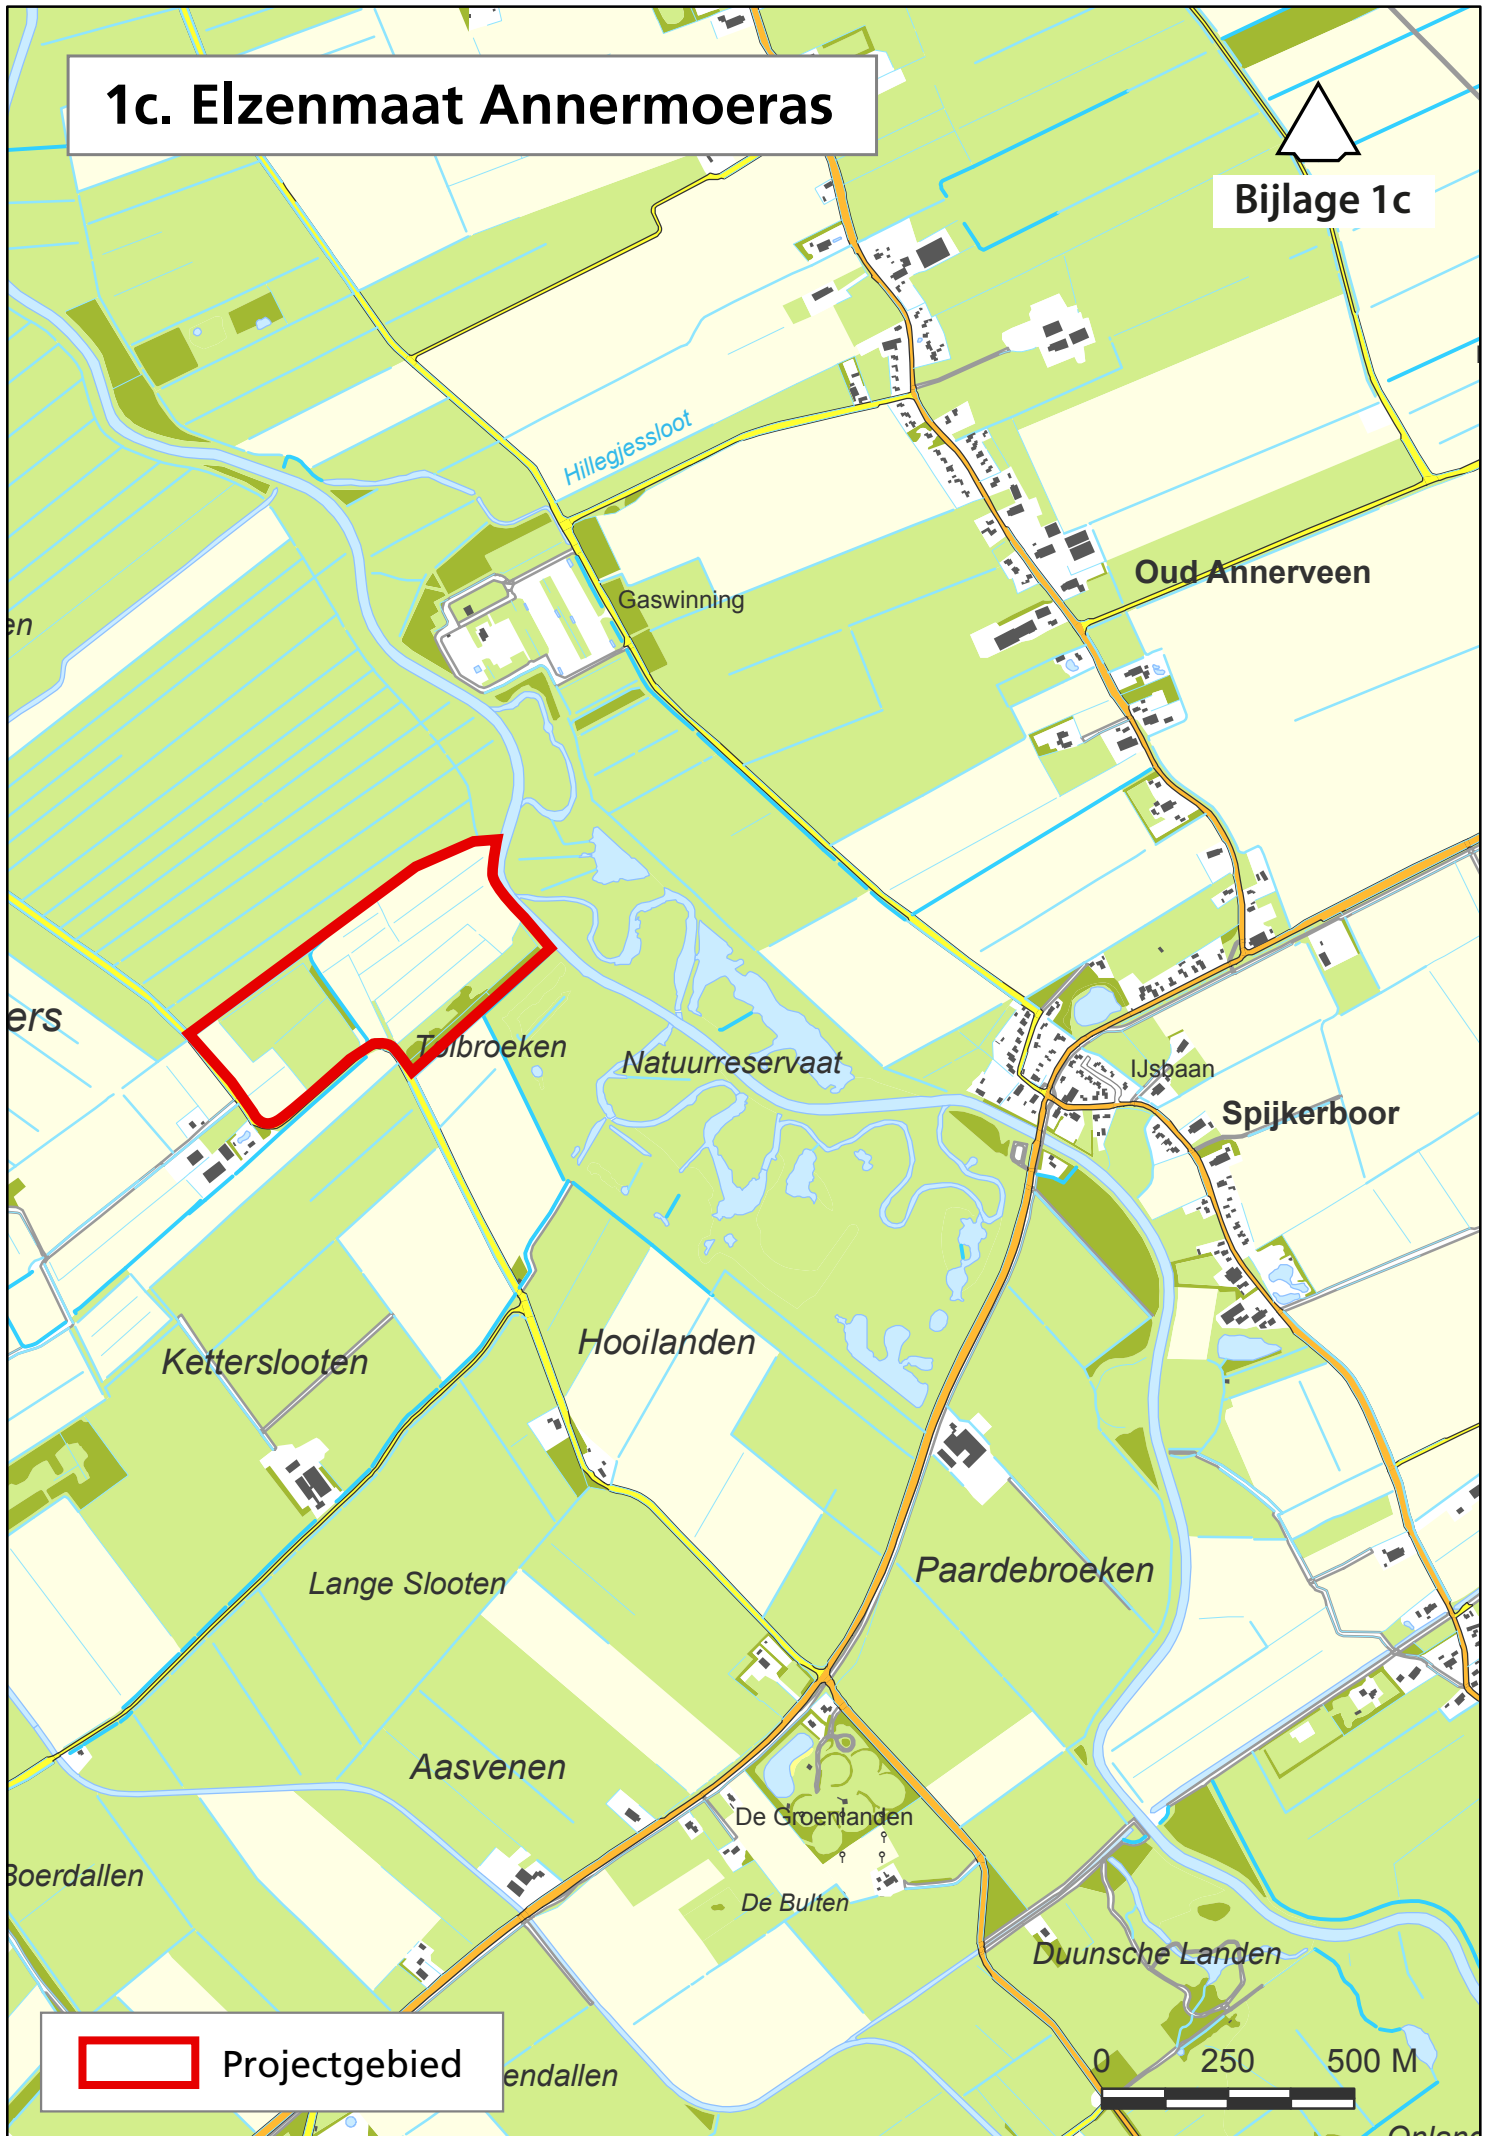 1c. Elzenmaat Annermoeras
Bijlage 1c
Hillegjessloot
Oud Annerveen
Gaswinning
en
ers
Tolbroeken
Natuurreservaat
IJsbaan
Spijkerboor
Hooilanden
Ketterslooten
Paardebroeken
Lange Slooten
Aasvenen
De Groenlanden
Boerdallen
De Bulten
Duunsche Landen
0 250 500 M
Projectgebied
endallen